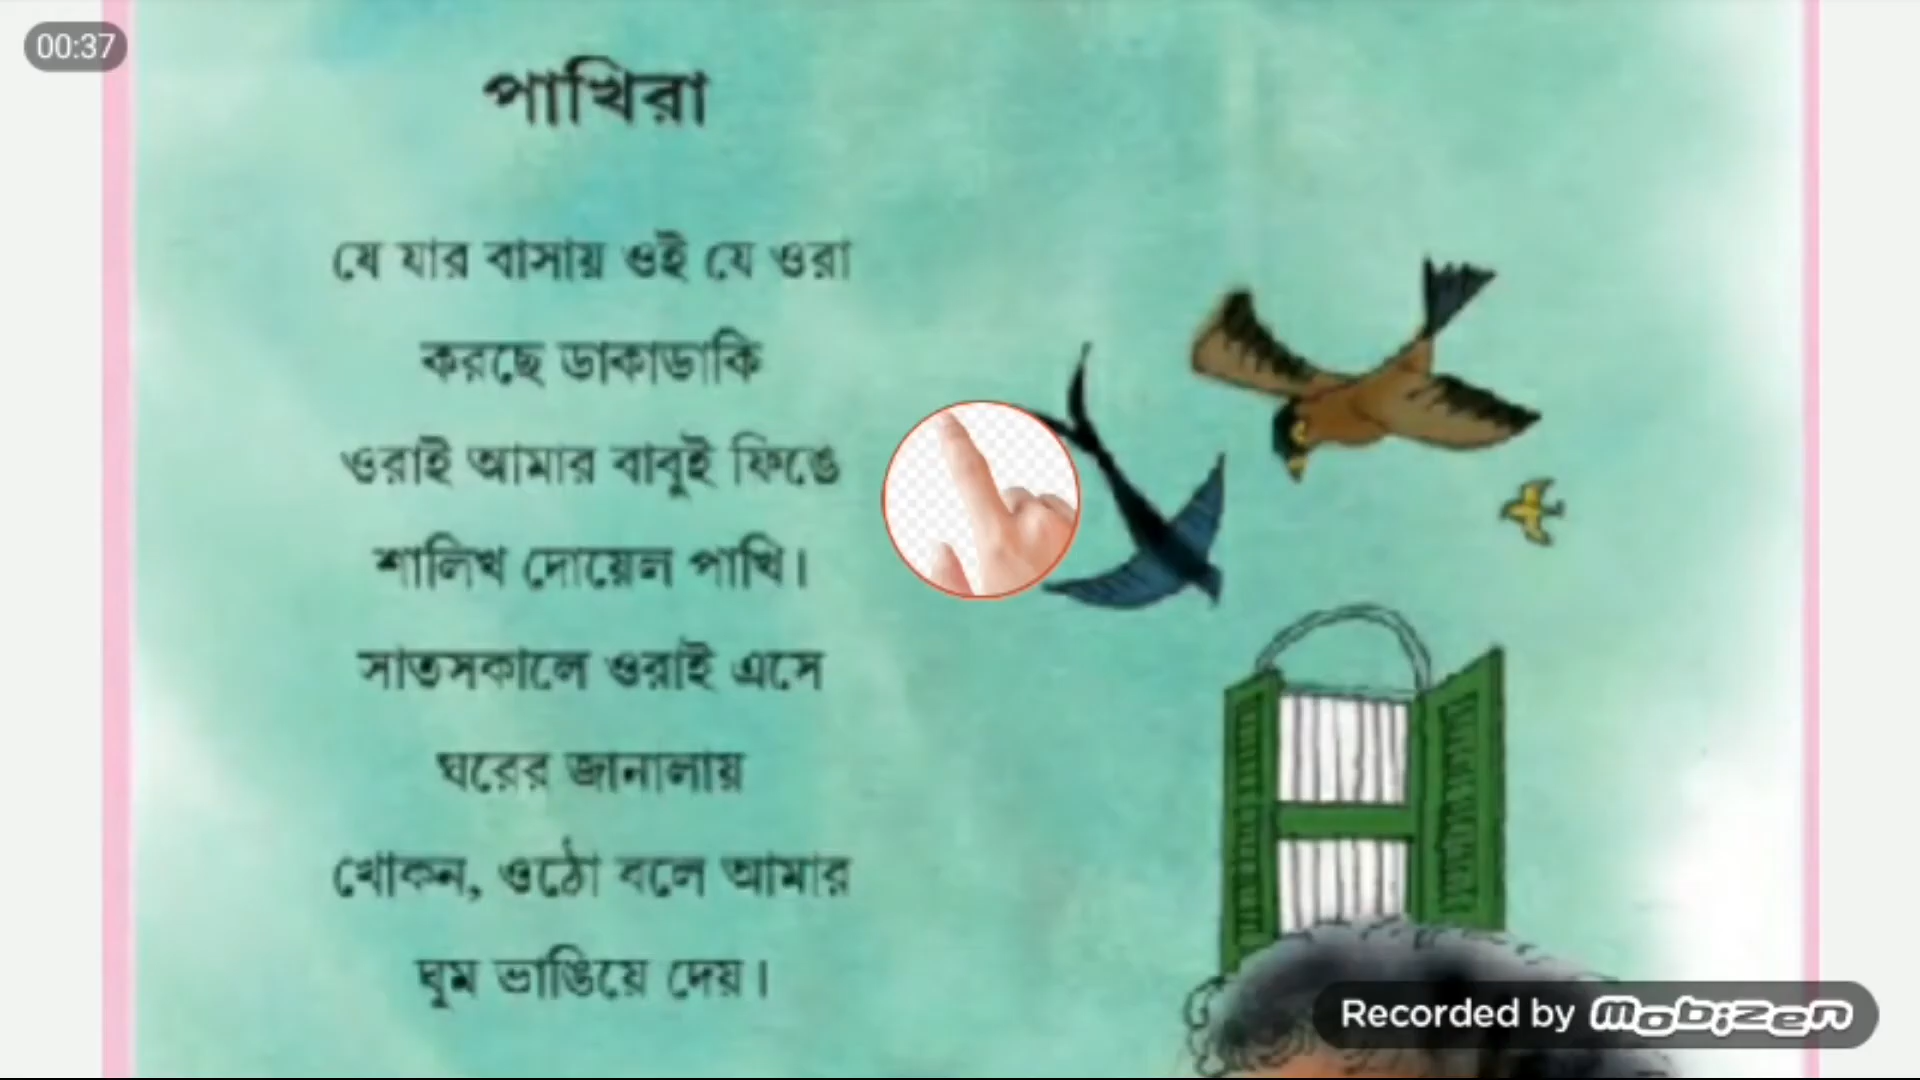 00:37
পাখিরা
যে যার বাসায় ওই যে ওরা
করছে ডাকাডাকি
ওরাই আমার বাবুই ফিঙে
শালিখ দোয়েল পাখি।
সাতসকালে ওরাই এসে
ঘরের জানালায়
খোকন, ওঠো বলে আমার
ঘুম ভাঙিয়ে দেয়।
Recorded by mobizen